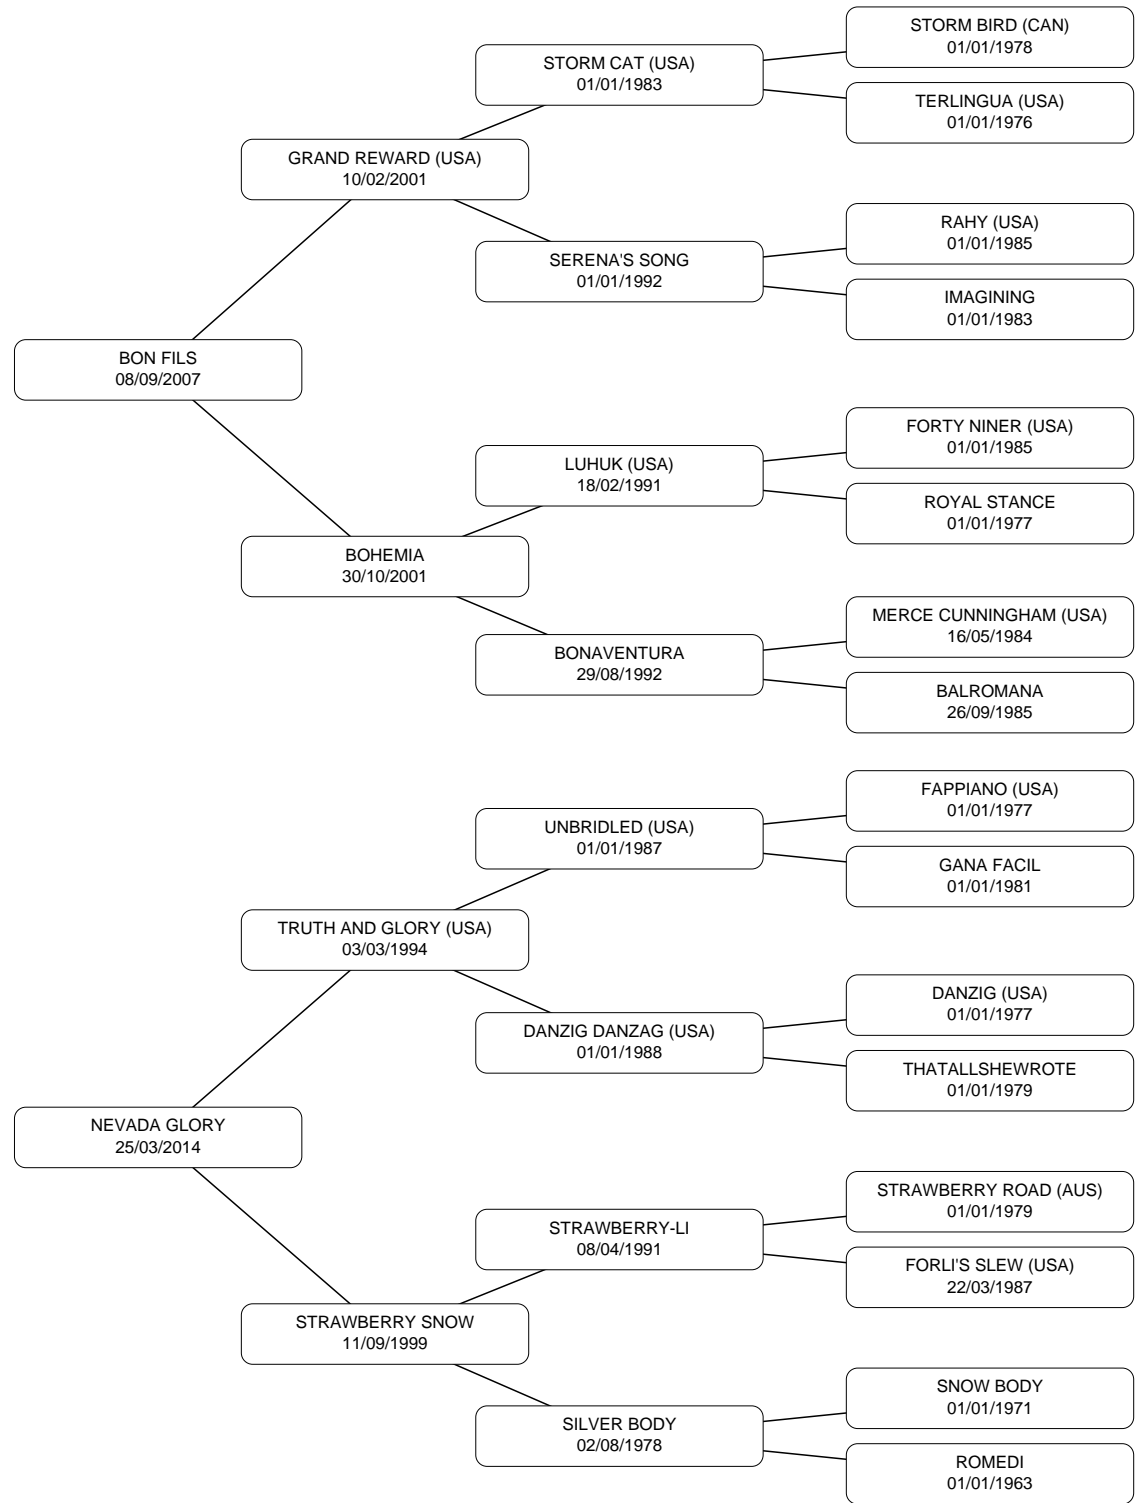 STORM BIRD (CAN)
01/01/1978
STORM CAT (USA)
01/01/1983
TERLINGUA (USA)
01/01/1976
GRAND REWARD (USA)
10/02/2001
RAHY (USA)
01/01/1985
SERENA'S SONG
01/01/1992
IMAGINING
01/01/1983
BON FILS
08/09/2007
FORTY NINER (USA)
01/01/1985
LUHUK (USA)
18/02/1991
ROYAL STANCE
01/01/1977
BOHEMIA
30/10/2001
MERCE CUNNINGHAM (USA)
16/05/1984
BONAVENTURA
29/08/1992
BALROMANA
26/09/1985
FAPPIANO (USA)
01/01/1977
UNBRIDLED (USA)
01/01/1987
GANA FACIL
01/01/1981
TRUTH AND GLORY (USA)
03/03/1994
DANZIG (USA)
01/01/1977
DANZIG DANZAG (USA)
01/01/1988
THATALLSHEWROTE
01/01/1979
NEVADA GLORY
25/03/2014
STRAWBERRY ROAD (AUS)
01/01/1979
STRAWBERRY-LI
08/04/1991
FORLI'S SLEW (USA)
22/03/1987
STRAWBERRY SNOW
11/09/1999
SNOW BODY
01/01/1971
SILVER BODY
02/08/1978
ROMEDI
01/01/1963